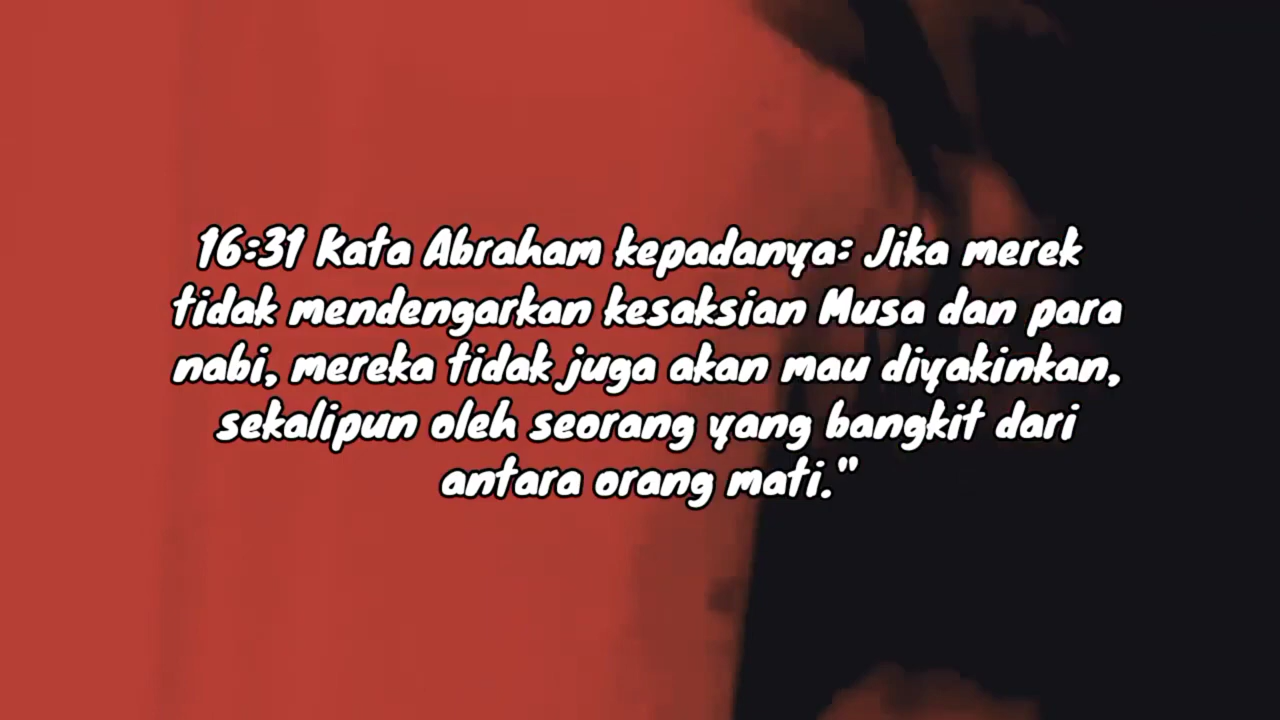 16:31 Kata Abraham kepadanya: Jika merek
tidak mendengarkan kesaksian Musa dan para
nabi, mereka tidak juga akan mau diyakinkan,
sekalipun oleh seorang yang bangkit dari
antara orang mati."